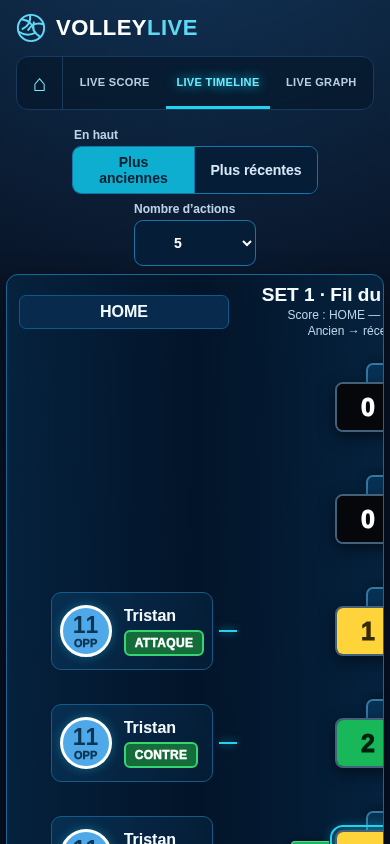 VOLLEYLIVE
LIVE SCORE
LIVE TIMELINE
LIVE GRAPH
En haut
Plus
anciennes
Plus récentes
Nombre d'actions
5
HOME
SET 1 · Fil du
Score : HOME —
Ancien → réce
0
0
11
OPP
Tristan
ATTAQUE
1
11
OPP
Tristan
CONTRE
2
11
Tristan